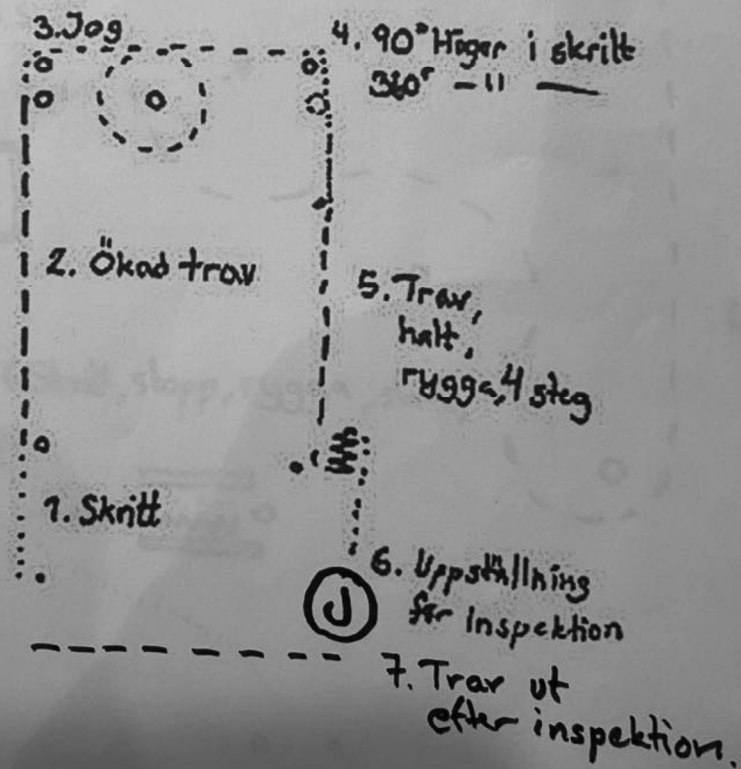 3. Jog
4. 90° Höger i skritt
360° -11 —
2. Ökad trav
5. Trav,
halt,
rygga, 4 steg
1. Skritt
6. Uppställning
för Inspektion
J
7. Trav ut
efter inspektion.